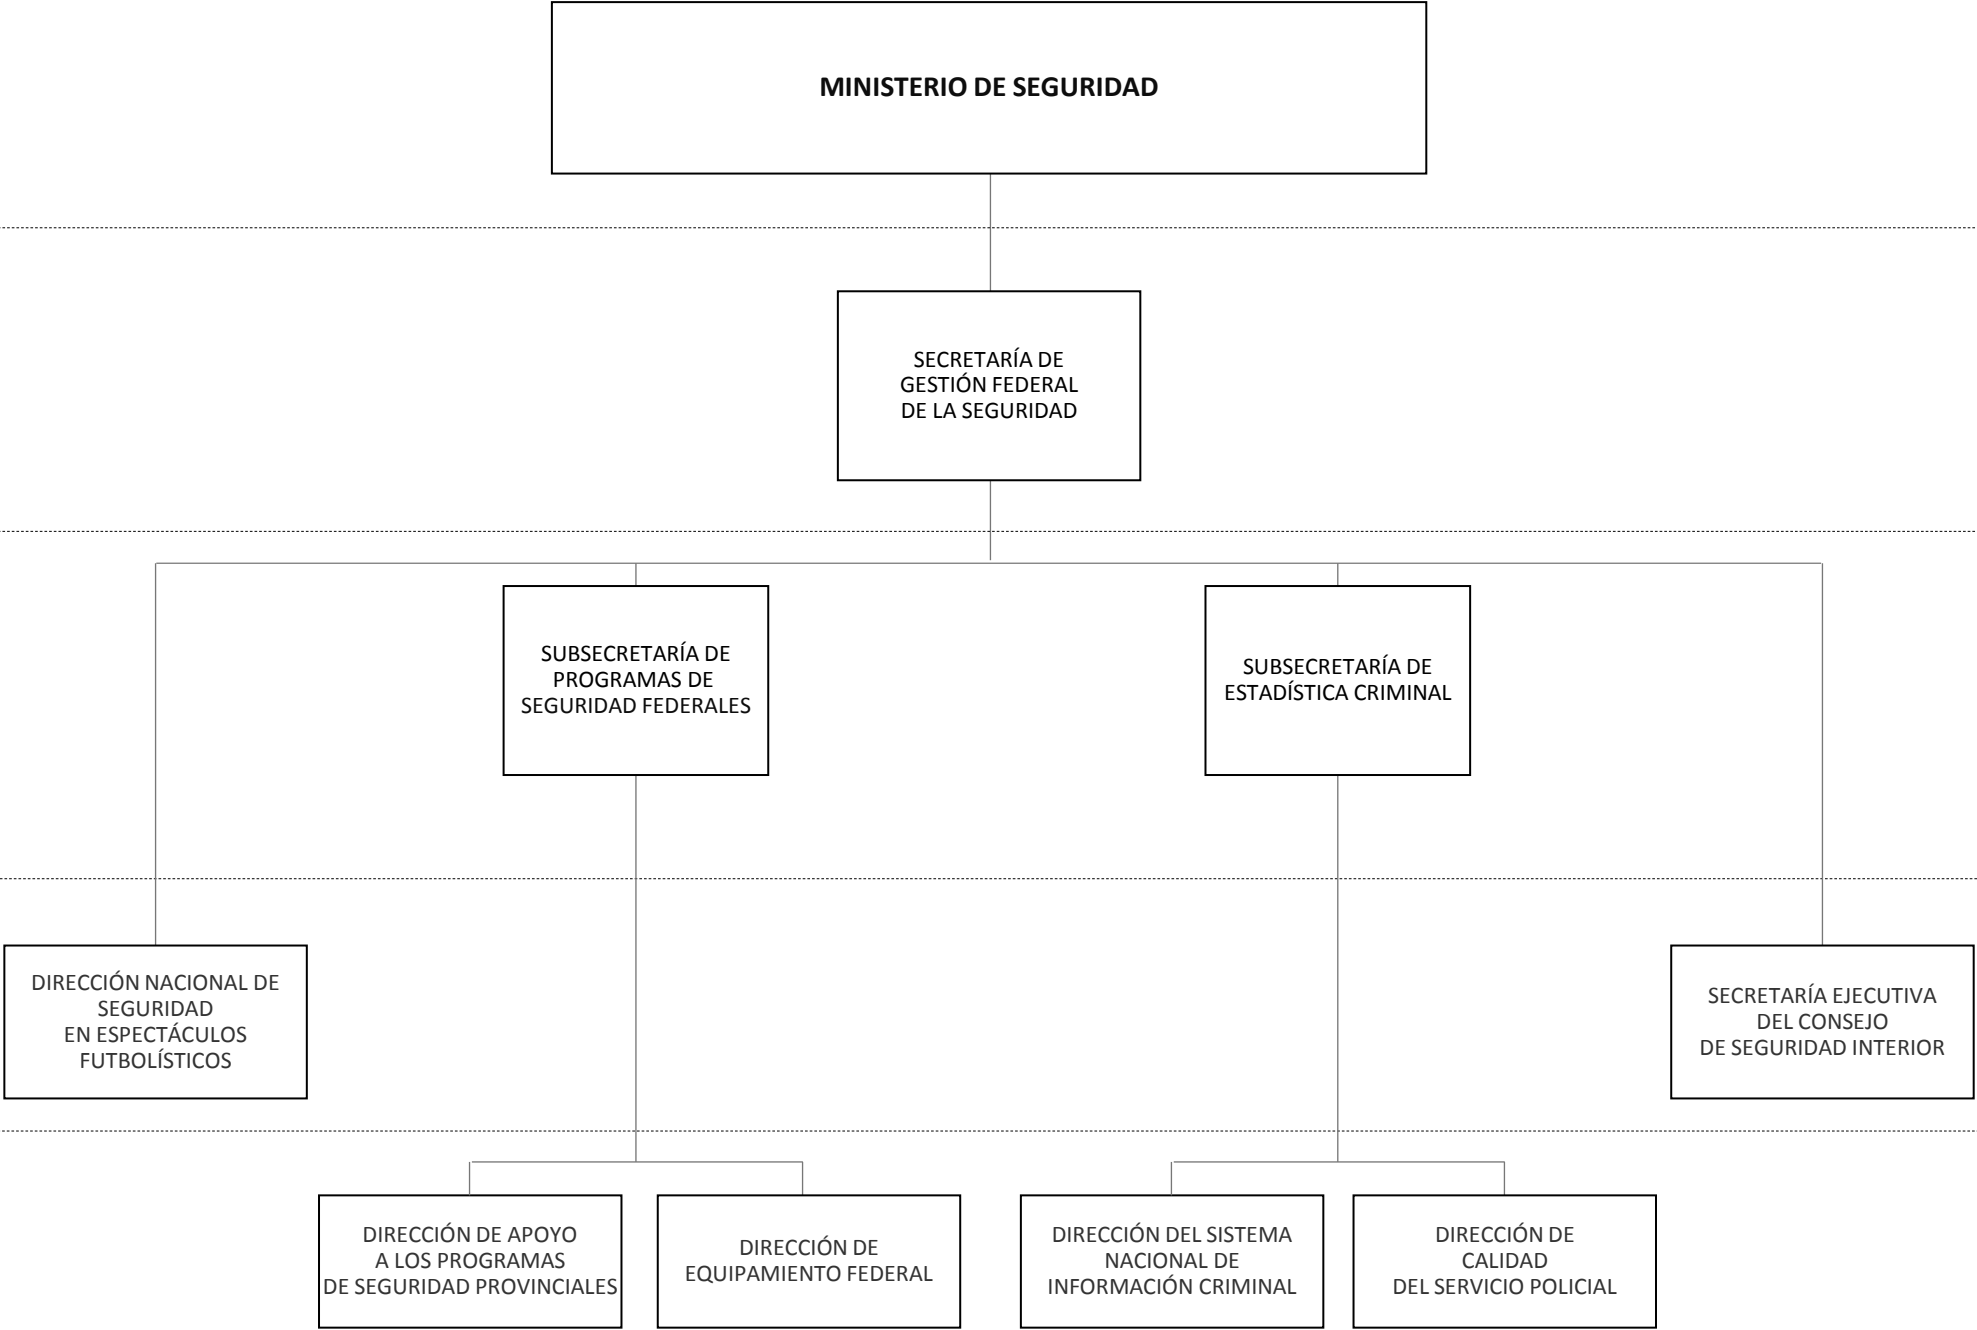 MINISTERIO DE SEGURIDAD
SECRETARÍA DE
GESTIÓN FEDERAL
DE LA SEGURIDAD
SUBSECRETARÍA DE
PROGRAMAS DE
SEGURIDAD FEDERALES
SUBSECRETARÍA DE
ESTADÍSTICA CRIMINAL
DIRECCIÓN NACIONAL DE
SEGURIDAD
EN ESPECTÁCULOS
FUTBOLÍSTICOS
SECRETARÍA EJECUTIVA
DEL CONSEJO
DE SEGURIDAD INTERIOR
DIRECCIÓN DE APOYO
A LOS PROGRAMAS
DE SEGURIDAD PROVINCIALES
DIRECCIÓN DE
EQUIPAMIENTO FEDERAL
DIRECCIÓN DEL SISTEMA
NACIONAL DE
INFORMACIÓN CRIMINAL
DIRECCIÓN DE
CALIDAD
DEL SERVICIO POLICIAL